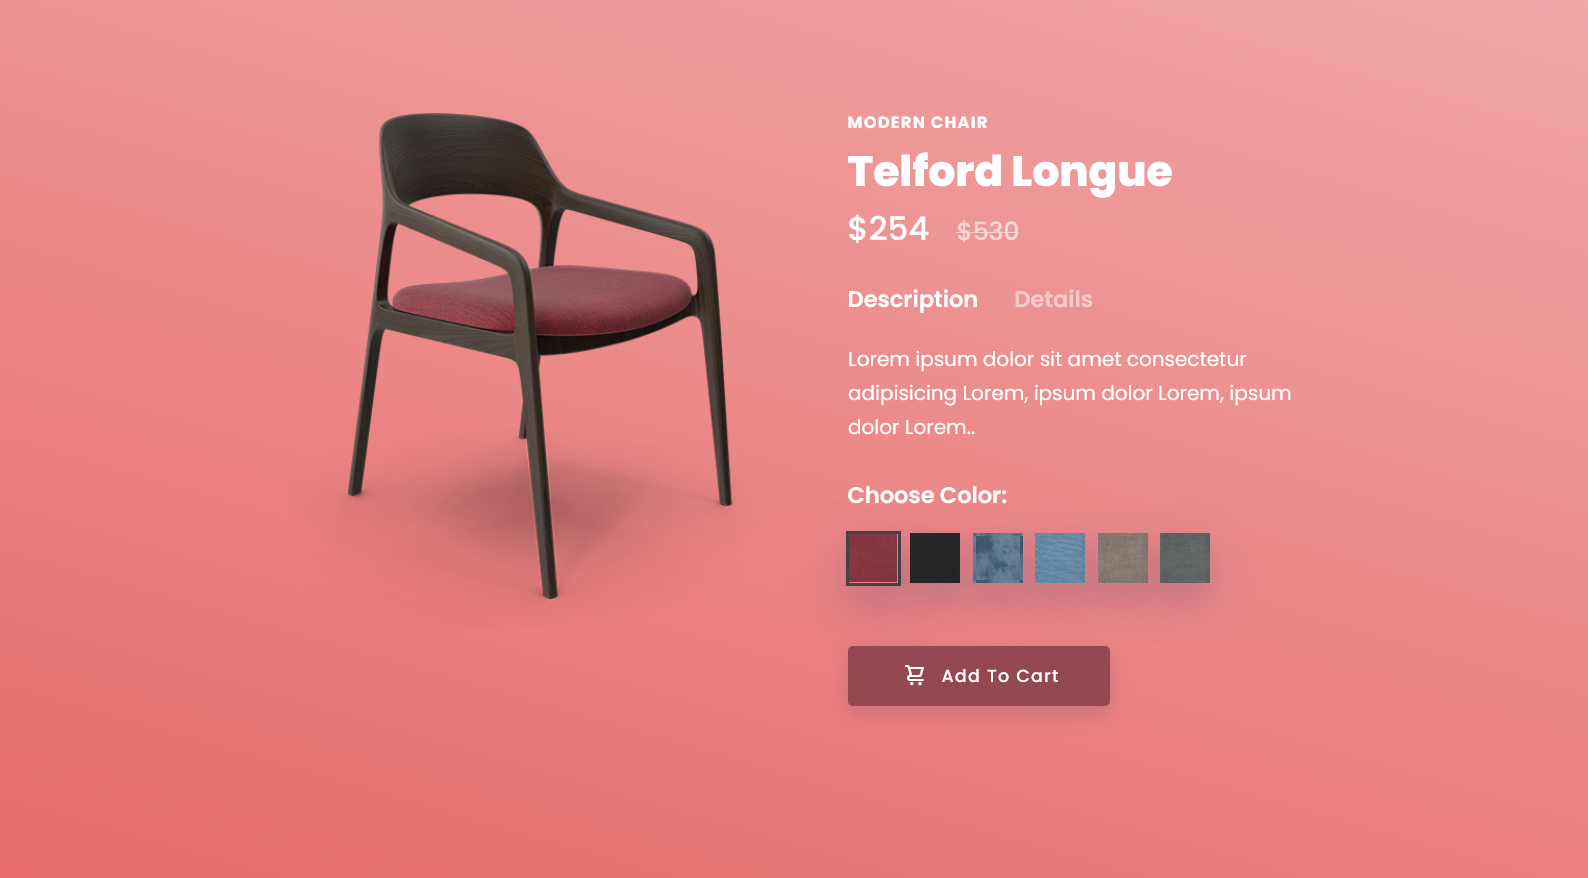 MODERN CHAIR
Telford Longue
$254 $530
Description Details
Lorem ipsum dolor sit amet consectetur
adipisicing Lorem, ipsum dolor Lorem, ipsum
dolor Lorem..
Choose Color:
Add To Cart